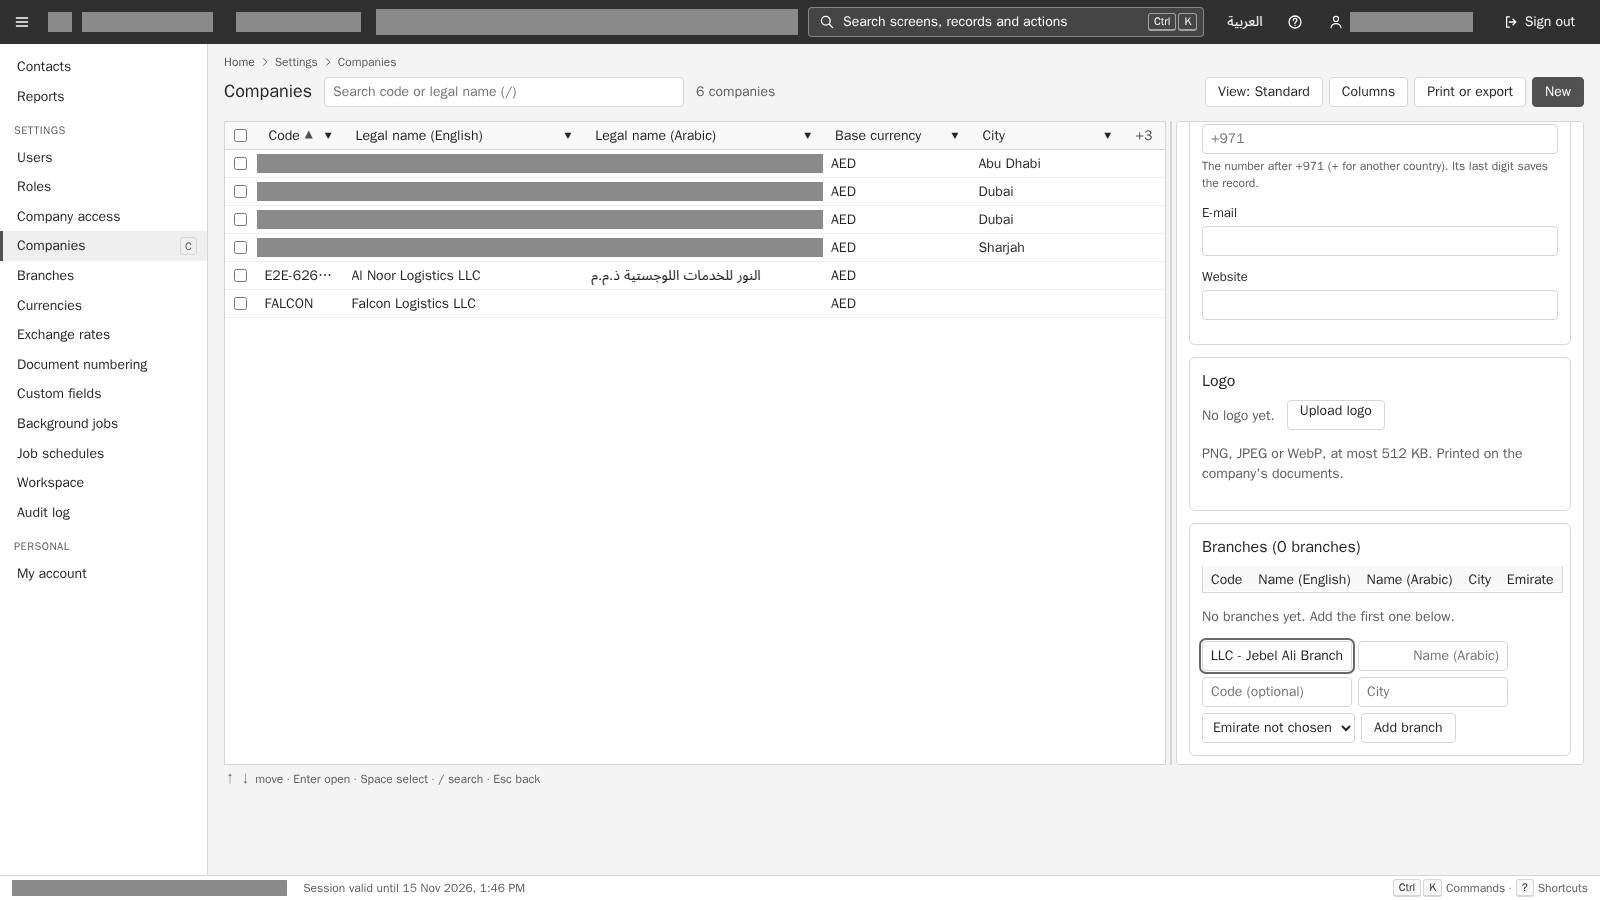 Search screens, records and actions Ctrl K العربية Sign out
Contacts
Reports
SETTINGS
Users
Roles
Company access
Companies C
Branches
Currencies
Exchange rates
Document numbering
Custom fields
Background jobs
Job schedules
Workspace
Audit log
PERSONAL
My account
Home > Settings > Companies
Companies Search code or legal name (/) 6 companies View: Standard Columns Print or export New
Code ▲ ▼ Legal name (English) ▼ Legal name (Arabic) ▼ Base currency ▼ City ▼ +3
AED Abu Dhabi
AED Dubai
AED Dubai
AED Sharjah
E2E-626··· Al Noor Logistics LLC النور للخدمات اللوجستية ذ.م.م AED
FALCON Falcon Logistics LLC AED
↑ ↓ move · Enter open · Space select · / search · Esc back
+971
The number after +971 (+ for another country). Its last digit saves
the record.
E-mail
Website
Logo
No logo yet. Upload logo
PNG, JPEG or WebP, at most 512 KB. Printed on the
company's documents.
Branches (0 branches)
Code Name (English) Name (Arabic) City Emirate
No branches yet. Add the first one below.
LLC - Jebel Ali Branch Name (Arabic)
Code (optional) City
Emirate not chosen Add branch
Session valid until 15 Nov 2026, 1:46 PM Ctrl K Commands · ? Shortcuts